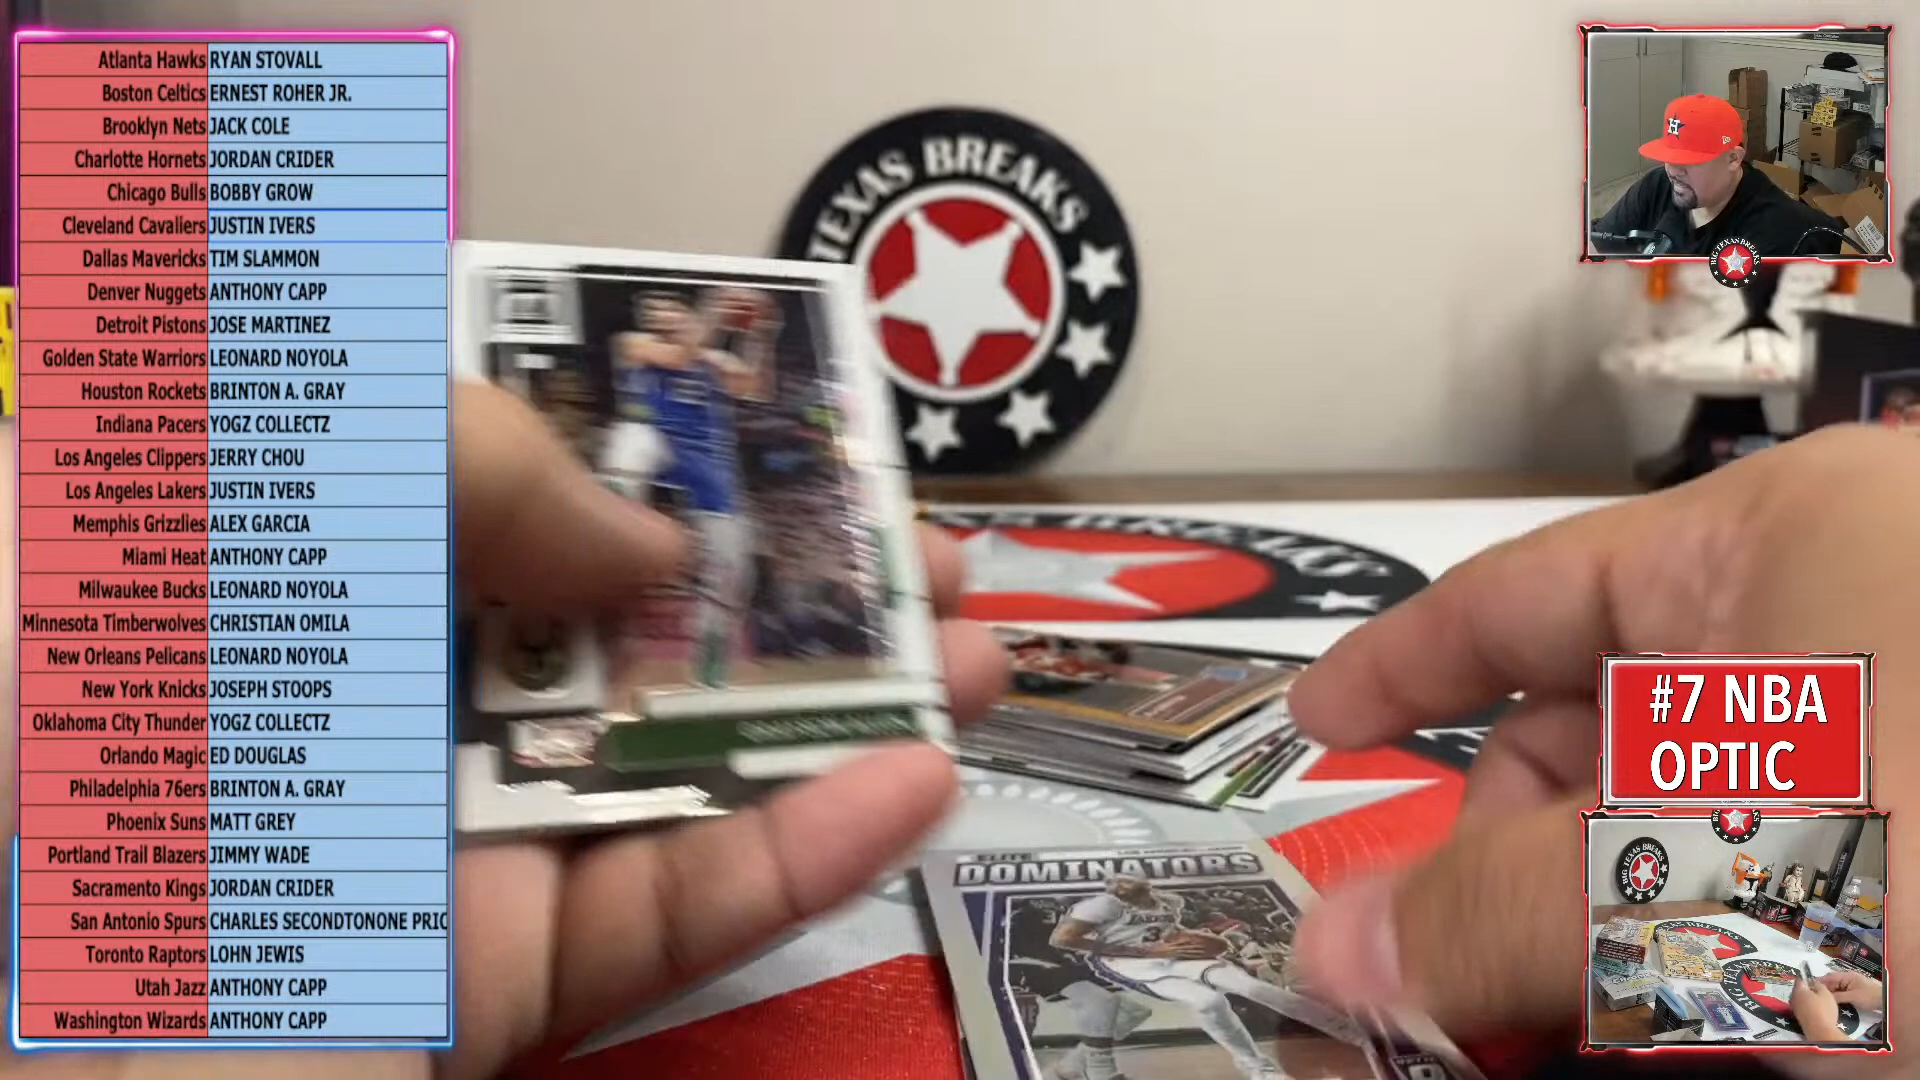 Atlanta Hawks RYAN STOVALL
Boston Celtics ERNEST ROHER JR.
Brooklyn Nets JACK COLE
Charlotte Hornets JORDAN CRIDER
Chicago Bulls BOBBY GROW
Cleveland Cavaliers JUSTIN IVERS
Dallas Mavericks TIM SLAMMON
Denver Nuggets ANTHONY CAPP
Detroit Pistons JOSE MARTINEZ
Golden State Warriors LEONARD NOYOLA
Houston Rockets BRINTON A. GRAY
Indiana Pacers YOGZ COLLECTZ
Los Angeles Clippers JERRY CHOU
Los Angeles Lakers JUSTIN IVERS
Memphis Grizzlies ALEX GARCIA
Miami Heat ANTHONY CAPP
Milwaukee Bucks LEONARD NOYOLA
Minnesota Timberwolves CHRISTIAN OMILA
New Orleans Pelicans LEONARD NOYOLA
New York Knicks JOSEPH STOOPS
Oklahoma City Thunder YOGZ COLLECTZ
Orlando Magic ED DOUGLAS
Philadelphia 76ers BRINTON A. GRAY
Phoenix Suns MATT GREY
Portland Trail Blazers JIMMY WADE
Sacramento Kings JORDAN CRIDER
San Antonio Spurs CHARLES SECONDTONONE PRIC
Toronto Raptors LOHN JEWIS
Utah Jazz ANTHONY CAPP
Washington Wizards ANTHONY CAPP
TEXAS BREAKS
ELITE
DOMINATORS
#7 NBA
OPTIC